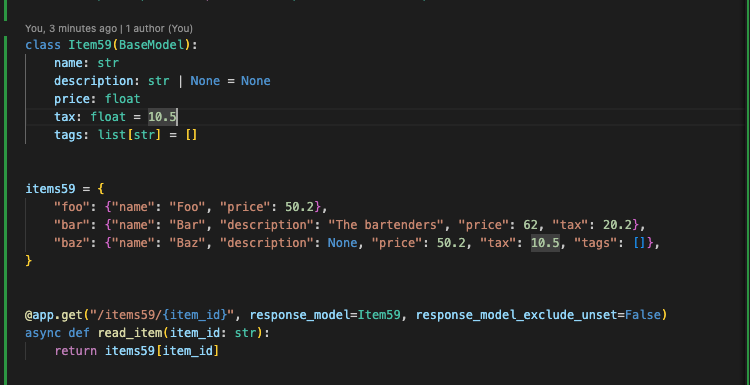 You, 3 minutes ago | 1 author (You)
class Item59(BaseModel):
    name: str
    description: str | None = None
    price: float
    tax: float = 10.5
    tags: list[str] = []
items59 = {
    "foo": {"name": "Foo", "price": 50.2},
    "bar": {"name": "Bar", "description": "The bartenders", "price": 62, "tax": 20.2},
    "baz": {"name": "Baz", "description": None, "price": 50.2, "tax": 10.5, "tags": []},
}
@app.get("/items59/{item_id}", response_model=Item59, response_model_exclude_unset=False)
async def read_item(item_id: str):
    return items59[item_id]